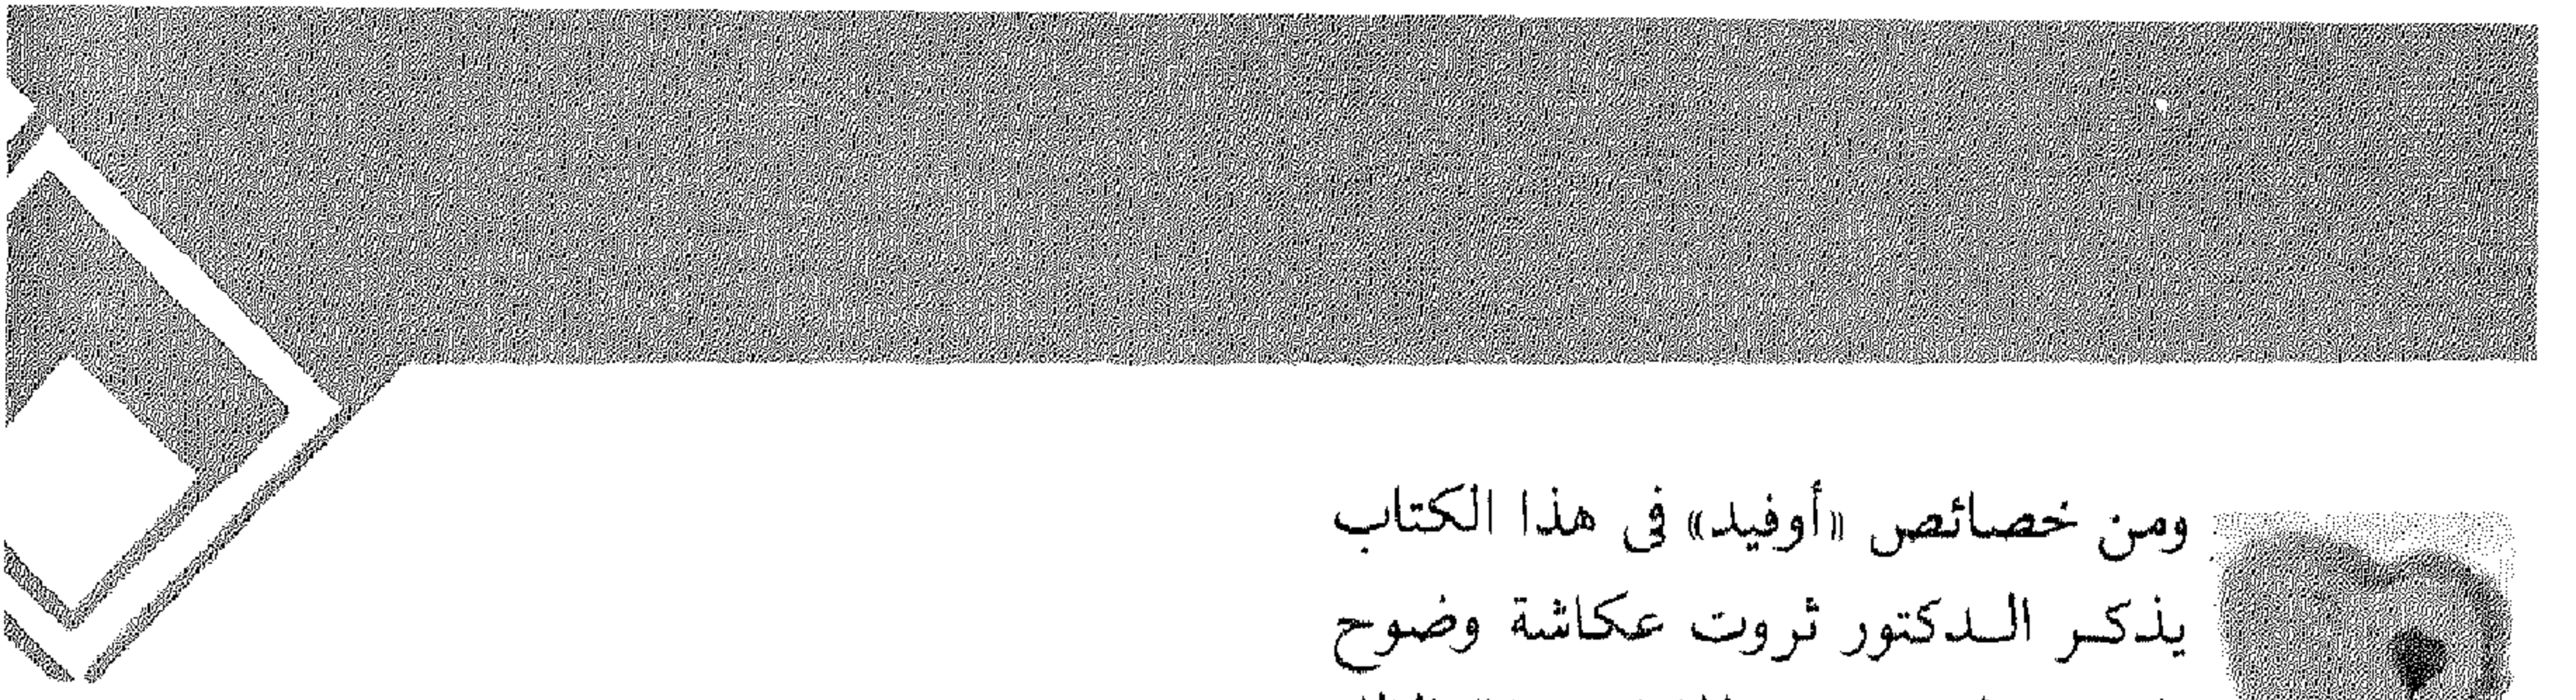 ومن خصائص «أوفيد» فى هذا الكتاب
يذكر الدكتور ثروت عكاشة وضوح